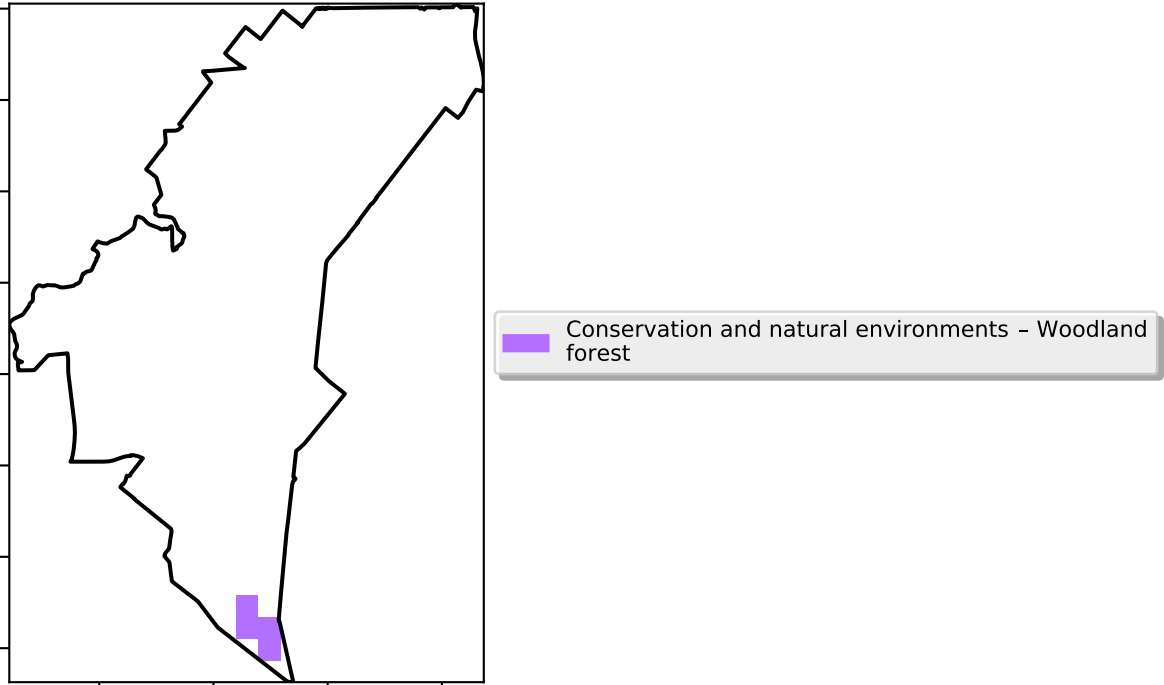 Conservation and natural environments – Woodland
forest